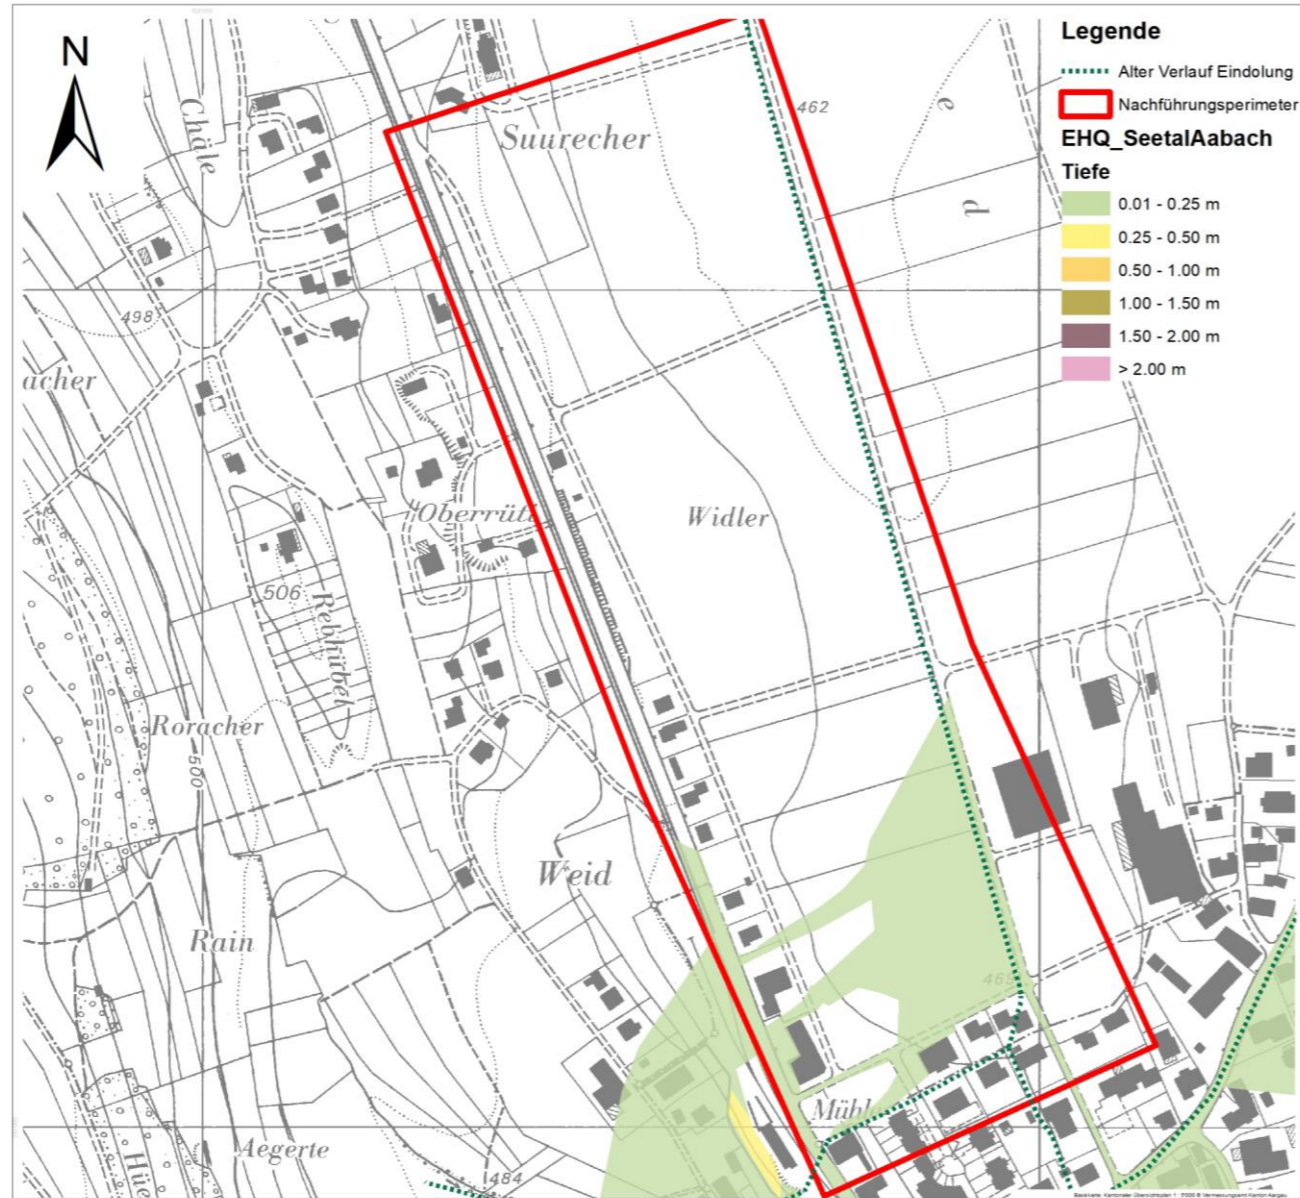 N
Legende
Alter Verlauf Eindolung
Nachführungsperimeter
EHQ_SeetalAabach
Tiefe
0.01 - 0.25 m
0.25 - 0.50 m
0.50 - 1.00 m
1.00 - 1.50 m
1.50 - 2.00 m
> 2.00 m
Chäle
Suurecher
462
e
d
498
acher
Oberrüti
Widler
506
Rebhübel
Roracher
500
Weid
Rain
465
Mühl
Aegerte
Hüe
484